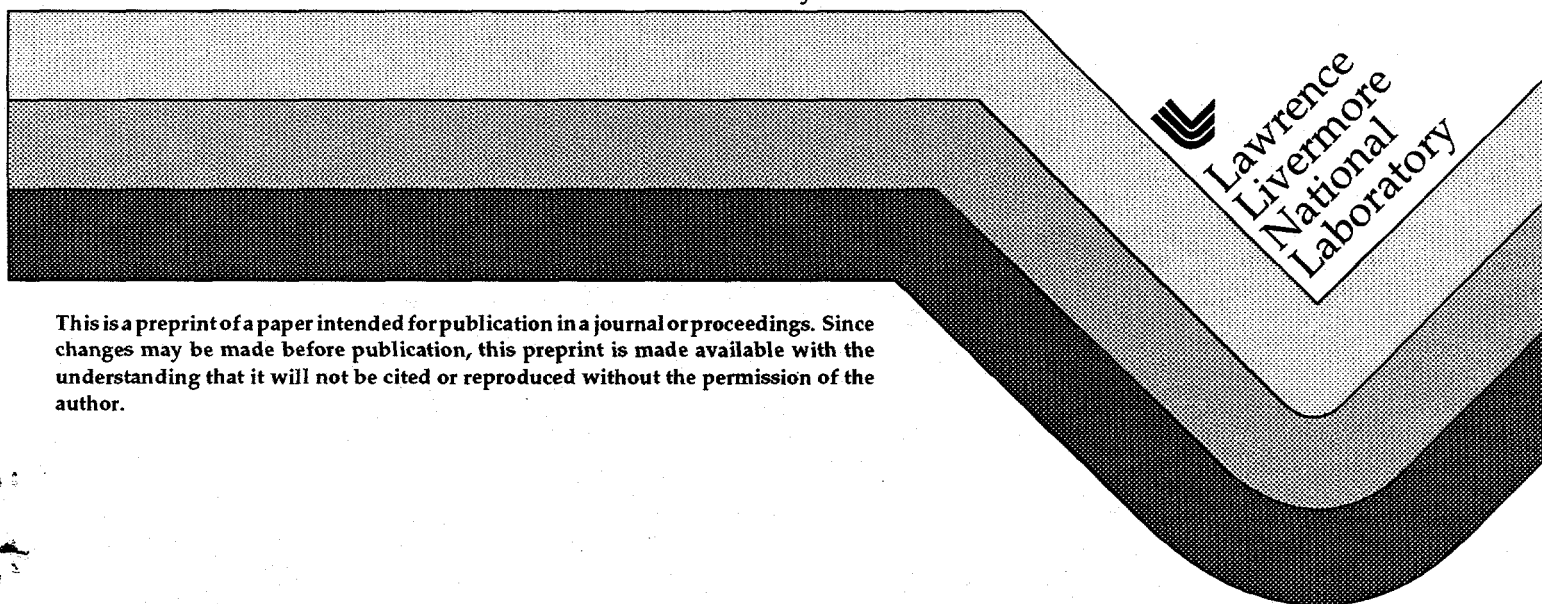 Lawrence
Livermore
National
Laboratory
This is a preprint of a paper intended for publication in a journal or proceedings. Since
changes may be made before publication, this preprint is made available with the
understanding that it will not be cited or reproduced without the permission of the
author.